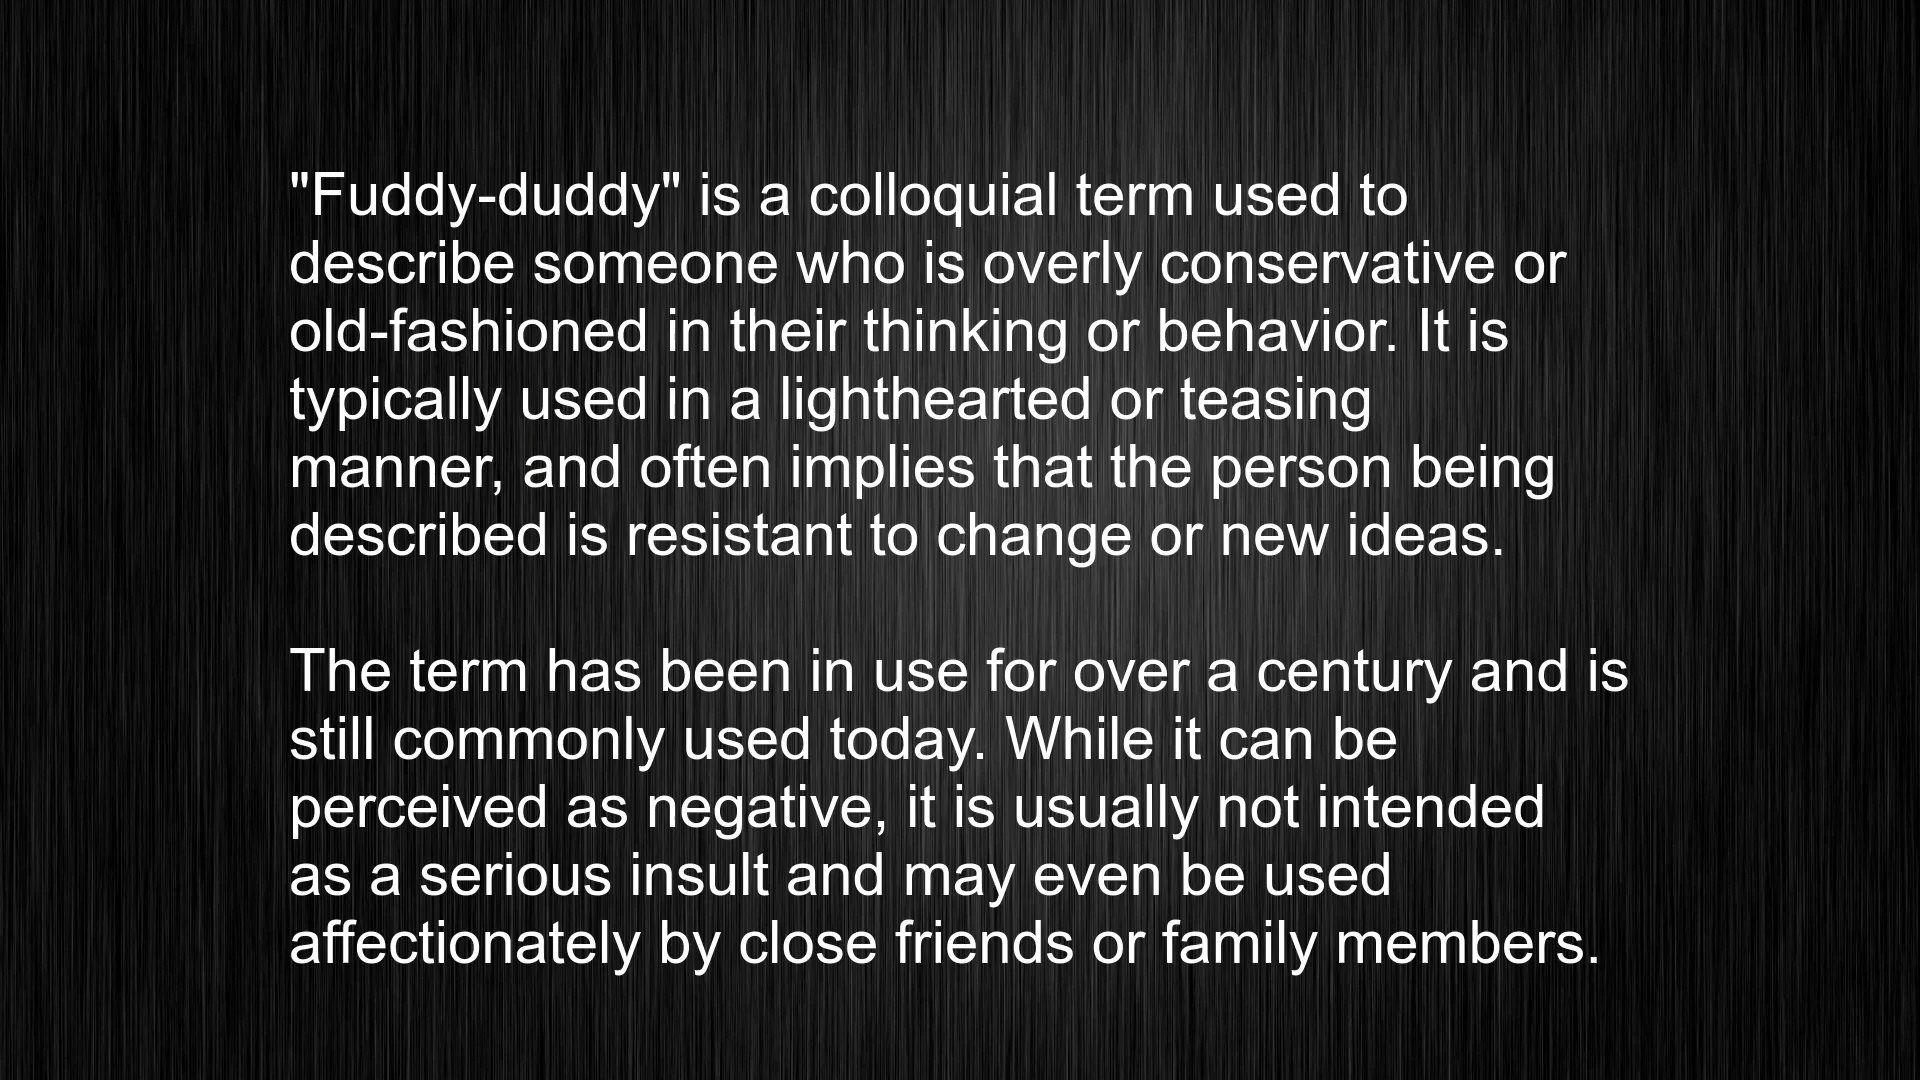 "Fuddy-duddy" is a colloquial term used to
describe someone who is overly conservative or
old-fashioned in their thinking or behavior. It is
typically used in a lighthearted or teasing
manner, and often implies that the person being
described is resistant to change or new ideas.
The term has been in use for over a century and is
still commonly used today. While it can be
perceived as negative, it is usually not intended
as a serious insult and may even be used
affectionately by close friends or family members.